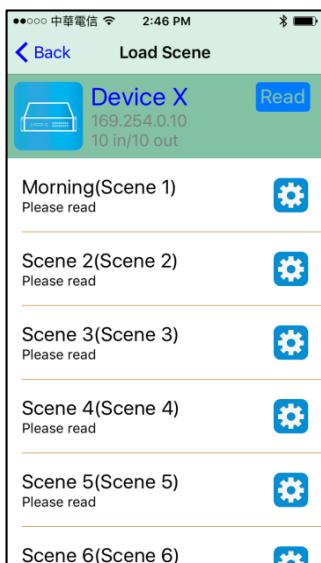 中華電信 2:46 PM
Back Load Scene
Device X Read
169.254.0.10
10 in/10 out
Morning(Scene 1)
Please read
Scene 2(Scene 2)
Please read
Scene 3(Scene 3)
Please read
Scene 4(Scene 4)
Please read
Scene 5(Scene 5)
Please read
Scene 6(Scene 6)